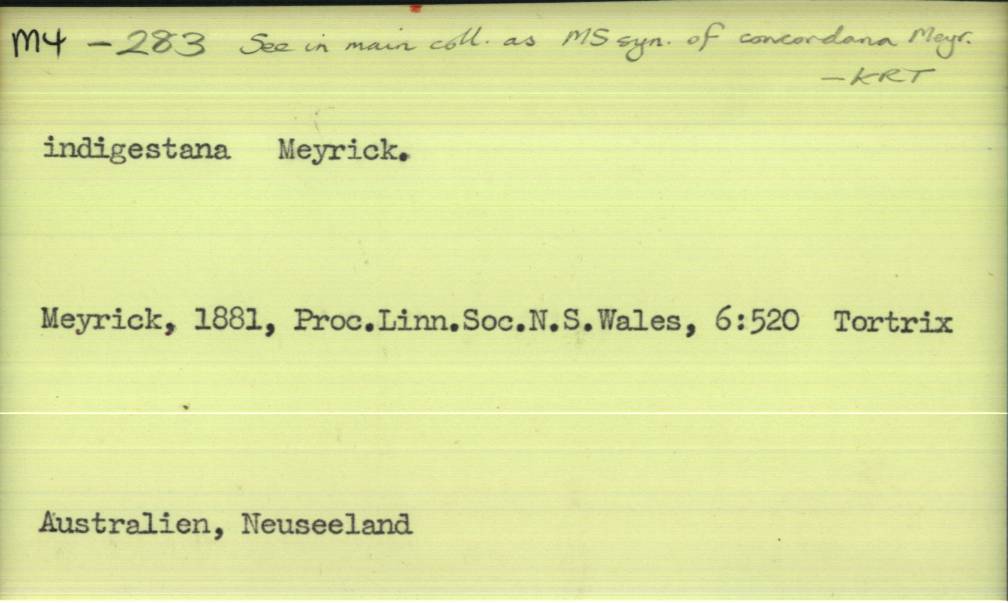 M4 - 283 See in main coll. as MS syn. of concordana Meyr.
- KRT
indigestana Meyrick.
Meyrick, 1881, Proc.Linn.Soc.N.S.Wales, 6:520 Tortrix
Australien, Neuseeland